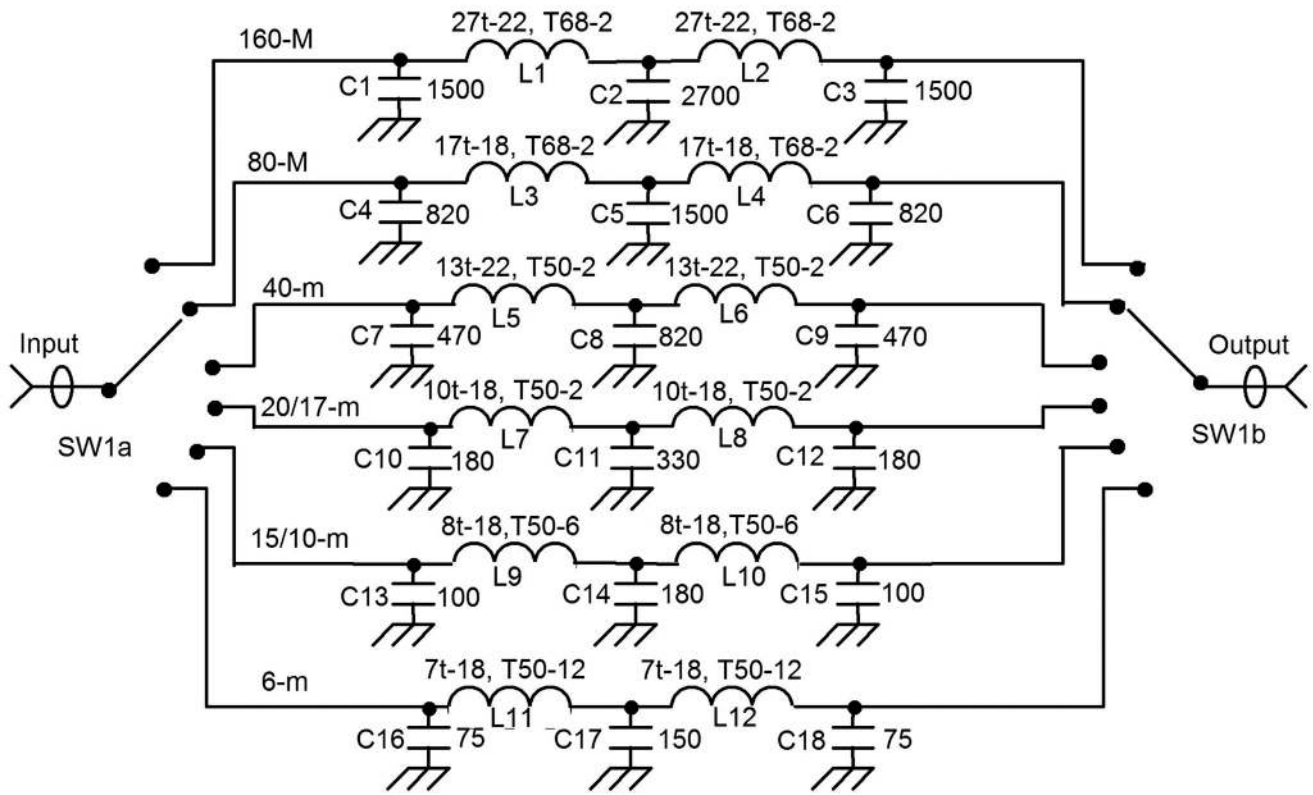 27t-22, T68-2 27t-22, T68-2
160-M
L1 L2
C1 1500 C2 2700 C3 1500
17t-18, T68-2 17t-18, T68-2
80-M
L3 L4
C4 820 C5 1500 C6 820
13t-22, T50-2 13t-22, T50-2
40-m
L5 L6
C7 470 C8 820 C9 470
Input Output
10t-18, T50-2 10t-18, T50-2
20/17-m
L7 L8
SW1a SW1b
C10 180 C11 330 C12 180
8t-18,T50-6 8t-18,T50-6
15/10-m
L9 L10
C13 100 C14 180 C15 100
7t-18, T50-12 7t-18, T50-12
6-m
L11 L12
C16 75 C17 150 C18 75